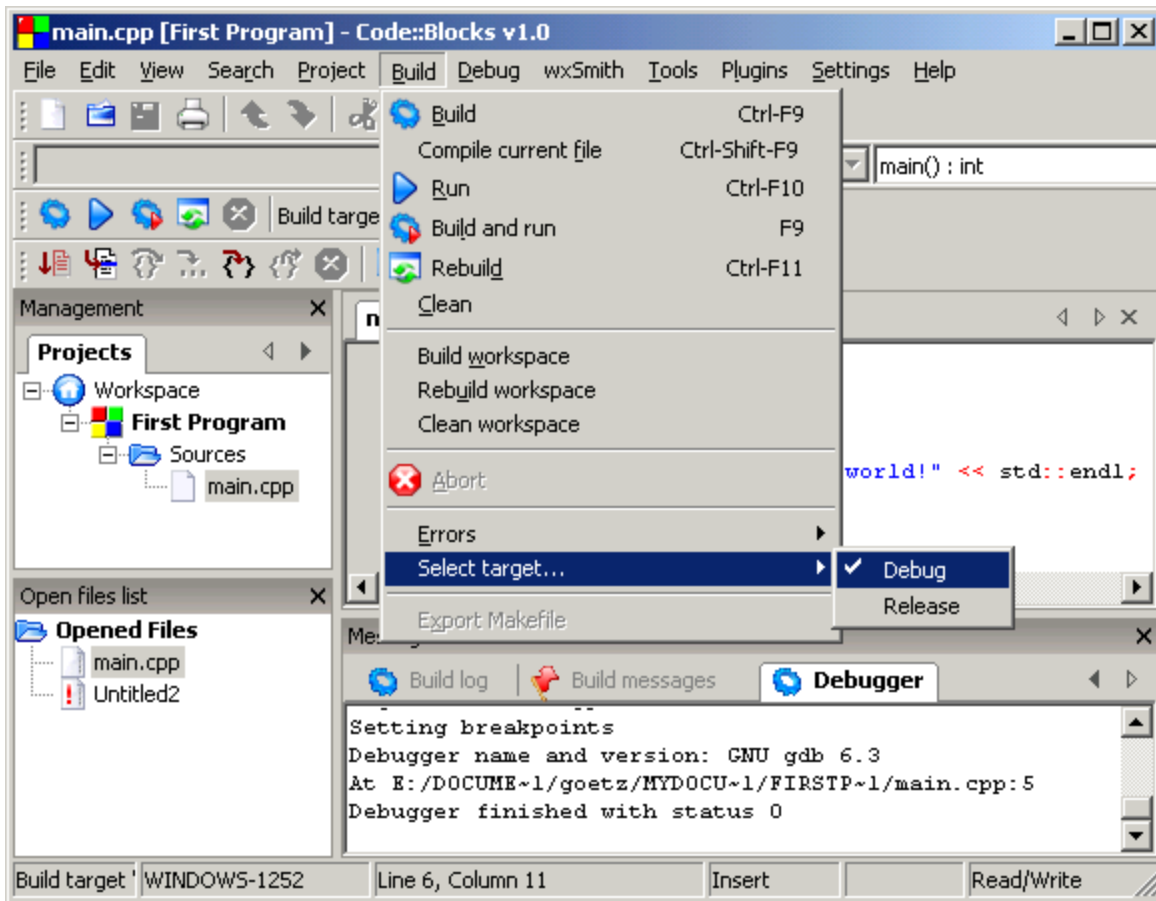 main.cpp [First Program] - Code::Blocks v1.0
File Edit View Search Project Build Debug wxSmith Tools Plugins Settings Help
Build Ctrl-F9
Compile current file Ctrl-Shift-F9
main() : int
Run Ctrl-F10
Build targe
Build and run F9
Rebuild Ctrl-F11
Clean
Management
Projects
Workspace
First Program
Sources
main.cpp
Build workspace
Rebuild workspace
Clean workspace
Abort
world!" << std::endl;
Errors
Select target...
Debug
Release
Export Makefile
Open files list
Opened Files
main.cpp
Untitled2
Build log Build messages Debugger
Setting breakpoints
Debugger name and version: GNU gdb 6.3
At E:/DOCUME~1/goetz/MYDOCU~1/FIRSTP~1/main.cpp:5
Debugger finished with status 0
Build target ' WINDOWS-1252 Line 6, Column 11 Insert Read/Write